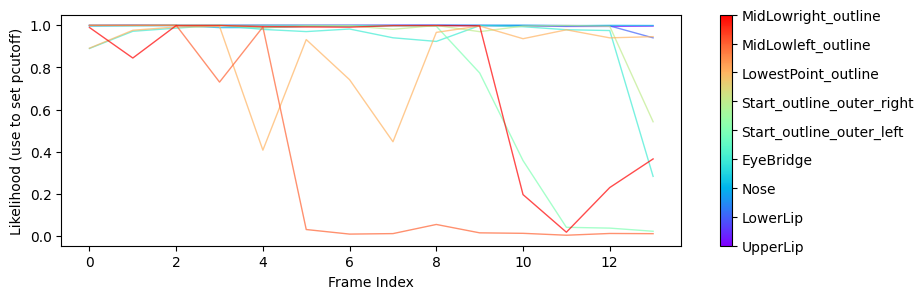 1.0
0.8
0.6
0.4
0.2
0.0
Likelihood (use to set pcutoff)
0 2 4 6 8 10 12
Frame Index
MidLowright_outline
MidLowleft_outline
LowestPoint_outline
Start_outline_outer_right
Start_outline_outer_left
EyeBridge
Nose
LowerLip
UpperLip